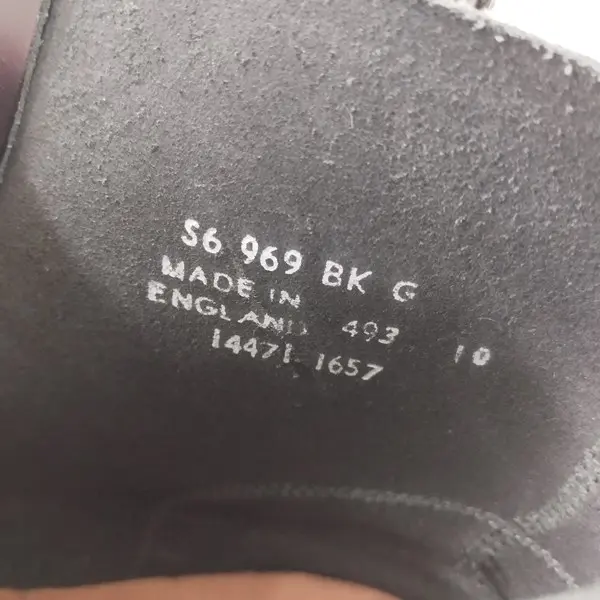 S6 969 BK G
MADE IN
ENGLAND 493 10
14471 1657